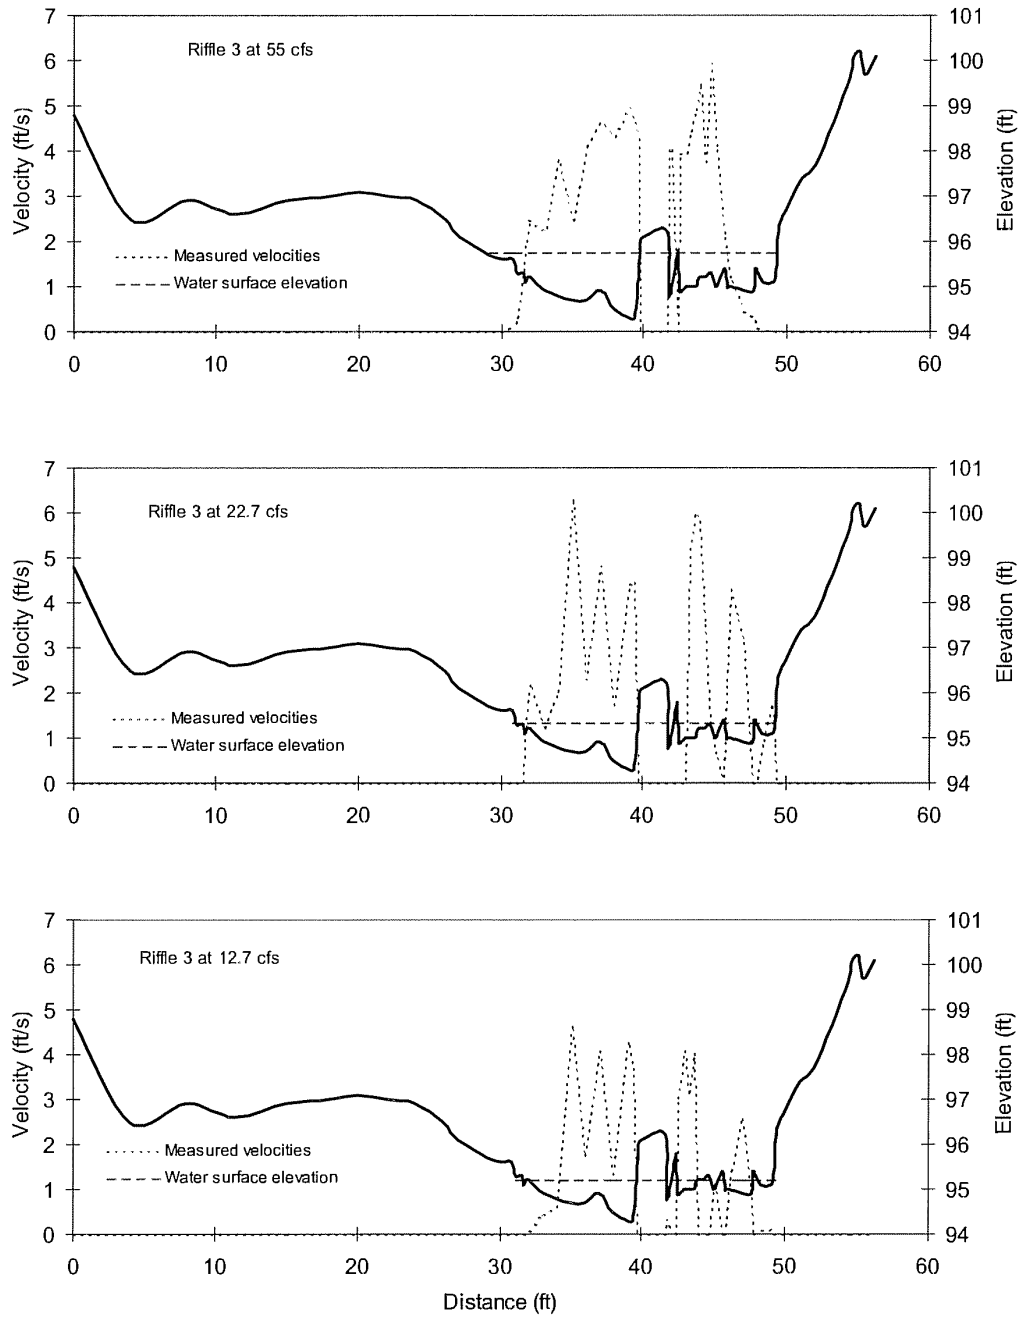 7 101
Riffle 3 at 55 cfs
6 100
5 99
4 98
3 97
2 96
1 95
0 94
Velocity (ft/s)
Elevation (ft)
Measured velocities
Water surface elevation
0 10 20 30 40 50 60
7 101
Riffle 3 at 22.7 cfs
6 100
5 99
4 98
3 97
2 96
1 95
0 94
Velocity (ft/s)
Elevation (ft)
Measured velocities
Water surface elevation
0 10 20 30 40 50 60
7 101
Riffle 3 at 12.7 cfs
6 100
5 99
4 98
3 97
2 96
1 95
0 94
Velocity (ft/s)
Elevation (ft)
Measured velocities
Water surface elevation
0 10 20 30 40 50 60
Distance (ft)